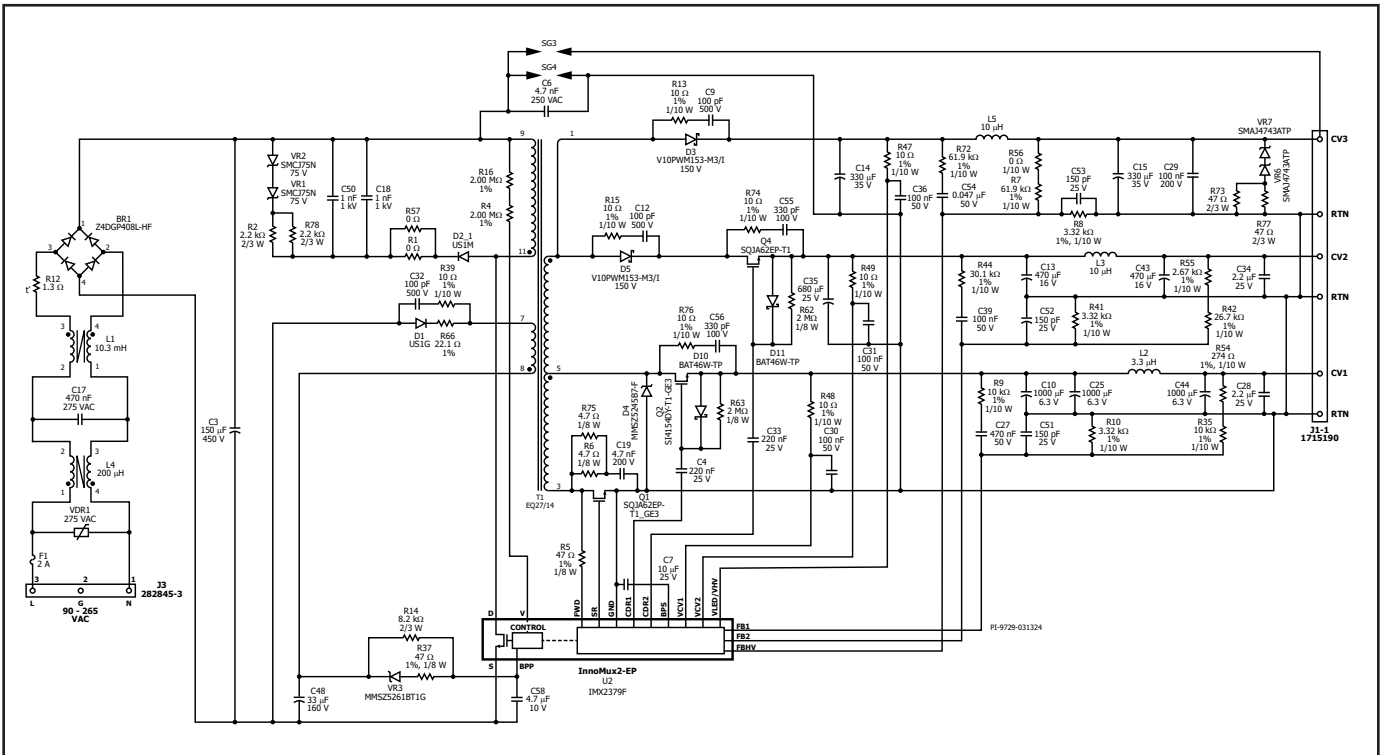 SG3
SG4
C6
4.7 nF
250 VAC
R13
10 Ω
1%
1/10 W
C9
100 pF
500 V
D3
V10PWM153-M3/I
150 V
1
9
L5
10 µH
VR7
SMAJ4743ATP
VR6
SMAJ4743ATP
CV3
VR2
SMCJ75N
75 V
VR1
SMCJ75N
75 V
C50
1 nF
1 kV
C18
1 nF
1 kV
R16
2.00 MΩ
1%
R4
2.00 MΩ
1%
C14
330 µF
35 V
R47
10 Ω
1%
1/10 W
C36
100 nF
50 V
R72
61.9 kΩ
1%
1/10 W
C54
0.047 µF
50 V
R56
0 Ω
1/10 W
R7
61.9 kΩ
1%
1/10 W
C53
150 pF
25 V
R8
3.32 kΩ
1%, 1/10 W
C15
330 µF
35 V
C29
100 nF
200 V
R73
47 Ω
2/3 W
R77
47 Ω
2/3 W
RTN
BR1
Z4DGP408L-HF
1
3
2
4
R2
2.2 kΩ
2/3 W
R78
2.2 kΩ
2/3 W
R57
0 Ω
R1
0 Ω
D2_1
US1M
11
R15
10 Ω
1%
1/10 W
C12
100 pF
500 V
D5
V10PWM153-M3/I
150 V
R74
10 Ω
1%
1/10 W
C55
330 pF
100 V
Q4
SQJA62EP-T1
CV2
R12
1.3 Ω
t°
C32
100 pF
500 V
R39
10 Ω
1%
1/10 W
D1
US1G
R66
22.1 Ω
1%
7
8
C35
680 µF
25 V
R62
2 MΩ
1/8 W
D11
BAT46W-TP
R49
10 Ω
1%
1/10 W
C31
100 nF
50 V
R44
30.1 kΩ
1%
1/10 W
C39
100 nF
50 V
C13
470 µF
16 V
L3
10 µH
C43
470 µF
16 V
R55
2.67 kΩ
1%
1/10 W
C34
2.2 µF
25 V
RTN
C52
150 pF
25 V
R41
3.32 kΩ
1%
1/10 W
R42
26.7 kΩ
1%
1/10 W
3
4
L1
10.3 mH
2
1
R76
10 Ω
1%
1/10 W
C56
330 pF
100 V
D10
BAT46W-TP
5
L2
3.3 µH
R54
274 Ω
1%, 1/10 W
CV1
C17
470 nF
275 VAC
C3
150 µF
450 V
D4
MMSZ5245B7-F
Q2
SI4154DY-T1-GE3
R63
2 MΩ
1/8 W
R48
10 Ω
1%
1/10 W
C30
100 nF
50 V
R9
10 kΩ
1%
1/10 W
C27
470 nF
50 V
C10
1000 µF
6.3 V
C25
1000 µF
6.3 V
C44
1000 µF
6.3 V
C28
2.2 µF
25 V
RTN
J1-1
1715190
C51
150 pF
25 V
R10
3.32 kΩ
1%
1/10 W
R35
10 kΩ
1%
1/10 W
R75
4.7 Ω
1/8 W
R6
4.7 Ω
1/8 W
C19
4.7 nF
200 V
C4
220 nF
25 V
C33
220 nF
25 V
2
3
L4
200 µH
1
4
3
T1
EQ27/14
Q1
SQJA62EP-
T1_GE3
VDR1
275 VAC
F1
2 A
R5
47 Ω
1%
1/8 W
C7
10 µF
25 V
3
2
1
J3
282845-3
L
G
N
90 - 265
VAC
D
V
FWD
SR
GND
CDR1
CDR2
BPS
VCV1
VCV2
VLED/VHV
CONTROL
FB1
FB2
FBHV
PI-9729-031324
S
BPP
InnoMux2-EP
U2
IMX2379F
R14
8.2 kΩ
2/3 W
R37
47 Ω
1%, 1/8 W
VR3
MMSZ5261BT1G
C48
33 µF
160 V
C58
4.7 µF
10 V